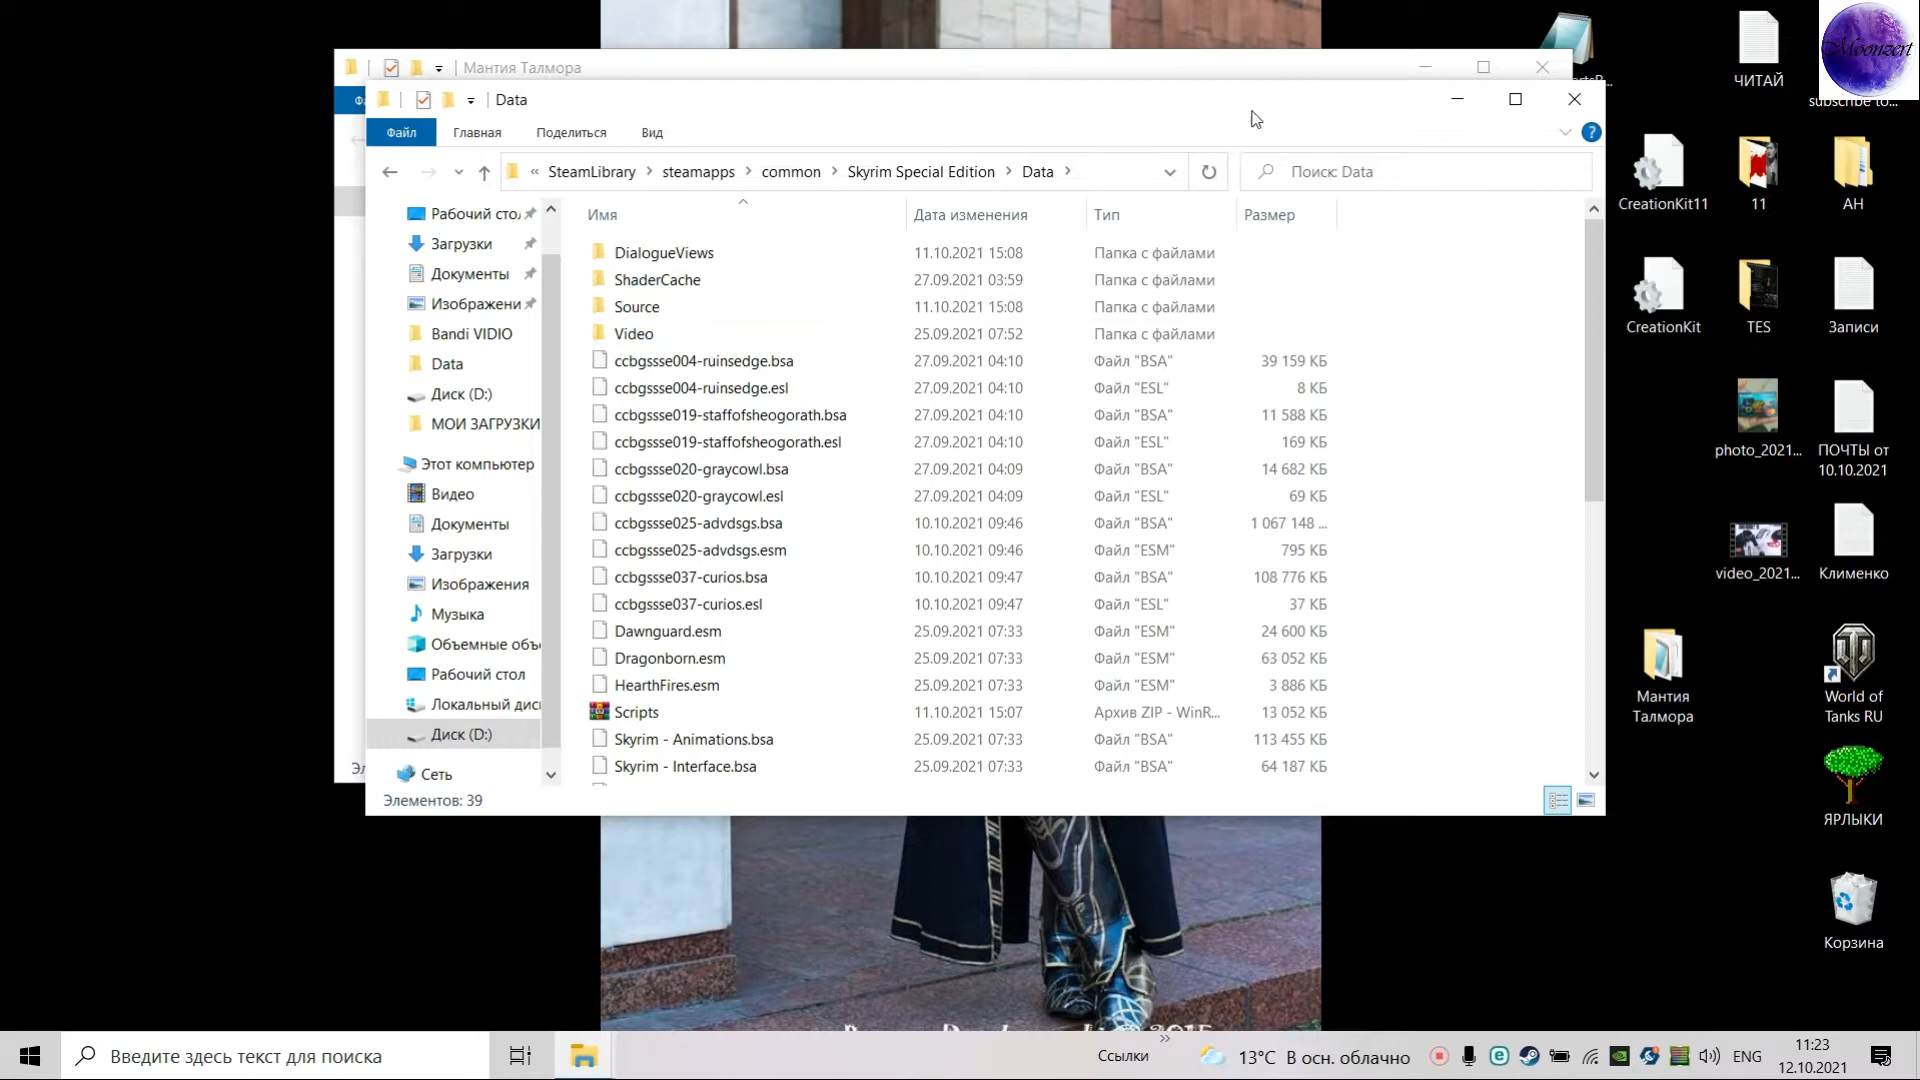 Мантия Талмора
Data
Файл
Главная
Поделиться
Вид
« SteamLibrary > steamapps > common > Skyrim Special Edition > Data >
Поиск: Data
Рабочий стол
Загрузки
Документы
Изображени
Bandi VIDIO
Data
Диск (D:)
МОИ ЗАГРУЗКИ
Этот компьютер
Видео
Документы
Загрузки
Изображения
Музыка
Объемные объ
Рабочий стол
Локальный дис
Диск (D:)
Сеть
Имя Дата изменения Тип Размер
DialogueViews 11.10.2021 15:08 Папка с файлами
ShaderCache 27.09.2021 03:59 Папка с файлами
Source 11.10.2021 15:08 Папка с файлами
Video 25.09.2021 07:52 Папка с файлами
ccbgssse004-ruinsedge.bsa 27.09.2021 04:10 Файл "BSA" 39 159 КБ
ccbgssse004-ruinsedge.esl 27.09.2021 04:10 Файл "ESL" 8 КБ
ccbgssse019-staffofsheogorath.bsa 27.09.2021 04:10 Файл "BSA" 11 588 КБ
ccbgssse019-staffofsheogorath.esl 27.09.2021 04:10 Файл "ESL" 169 КБ
ccbgssse020-graycowl.bsa 27.09.2021 04:09 Файл "BSA" 14 682 КБ
ccbgssse020-graycowl.esl 27.09.2021 04:09 Файл "ESL" 69 КБ
ccbgssse025-advdsgs.bsa 10.10.2021 09:46 Файл "BSA" 1 067 148 ...
ccbgssse025-advdsgs.esm 10.10.2021 09:46 Файл "ESM" 795 КБ
ccbgssse037-curios.bsa 10.10.2021 09:47 Файл "BSA" 108 776 КБ
ccbgssse037-curios.esl 10.10.2021 09:47 Файл "ESL" 37 КБ
Dawnguard.esm 25.09.2021 07:33 Файл "ESM" 24 600 КБ
Dragonborn.esm 25.09.2021 07:33 Файл "ESM" 63 052 КБ
HearthFires.esm 25.09.2021 07:33 Файл "ESM" 3 886 КБ
Scripts 11.10.2021 15:07 Архив ZIP - WinR... 13 052 КБ
Skyrim - Animations.bsa 25.09.2021 07:33 Файл "BSA" 113 455 КБ
Skyrim - Interface.bsa 25.09.2021 07:33 Файл "BSA" 64 187 КБ
Элементов: 39
Moonzert
ЧИТАЙ
subscribe to...
CreationKit11
11
АН
CreationKit
TES
Записи
photo_2021...
ПОЧТЫ от
10.10.2021
video_2021...
Клименко
Мантия
Талмора
World of
Tanks RU
ЯРЛЫКИ
Корзина
Введите здесь текст для поиска
Ссылки
13°C В осн. облачно
ENG
11:23
12.10.2021